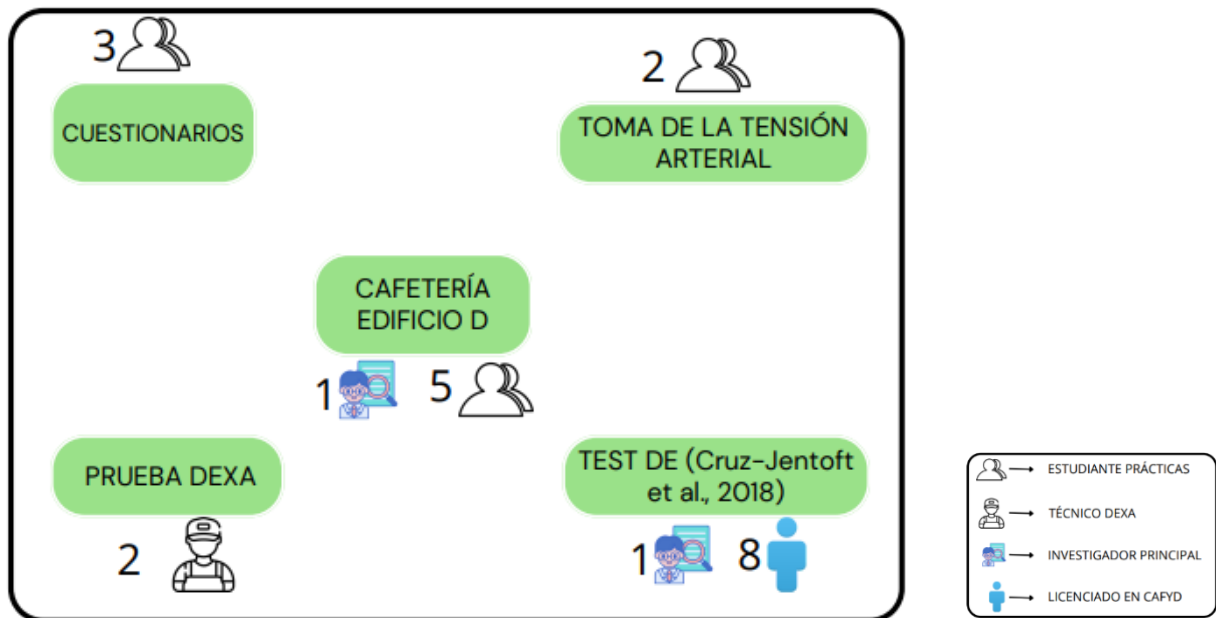 3
CUESTIONARIOS
2
TOMA DE LA TENSIÓN
ARTERIAL
CAFETERÍA
EDIFICIO D
1
5
PRUEBA DEXA
2
TEST DE (Cruz-Jentoft
et al., 2018)
1
8
ESTUDIANTE PRÁCTICAS
TÉCNICO DEXA
INVESTIGADOR PRINCIPAL
LICENCIADO EN CAFYD